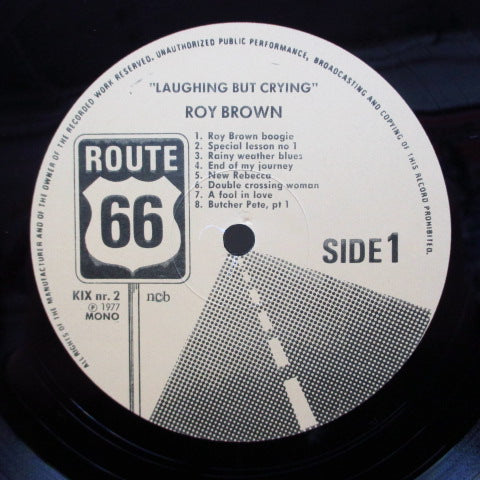 ALL RIGHTS OF THE MANUFACTURER AND OF THE OWNER OF THE RECORDED WORK RESERVED. UNAUTHORIZED PUBLIC PERFORMANCE, BROADCASTING AND COPYING OF THIS RECORD PROHIBITED.
"LAUGHING BUT CRYING"
ROY BROWN
1. Roy Brown boogie
2. Special lesson no 1
3. Rainy weather blues
4. End of my journey
5. New Rebecca
6. Double crossing woman
7. A fool in love
8. Butcher Pete, pt 1
ROUTE
66
SIDE 1
KIX nr. 2
ncb
℗ 1977
MONO